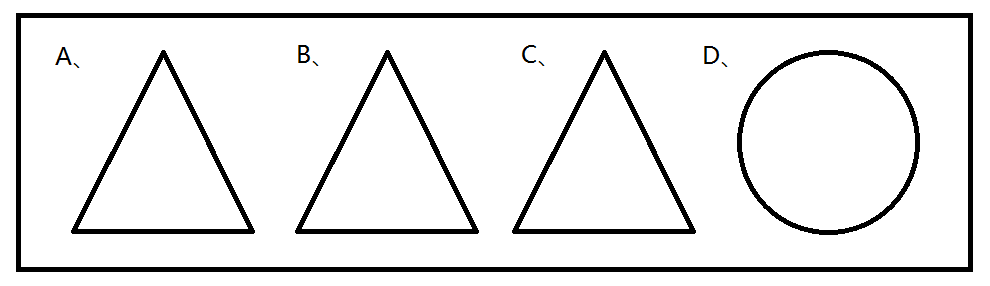 A、 B、 C、 D、